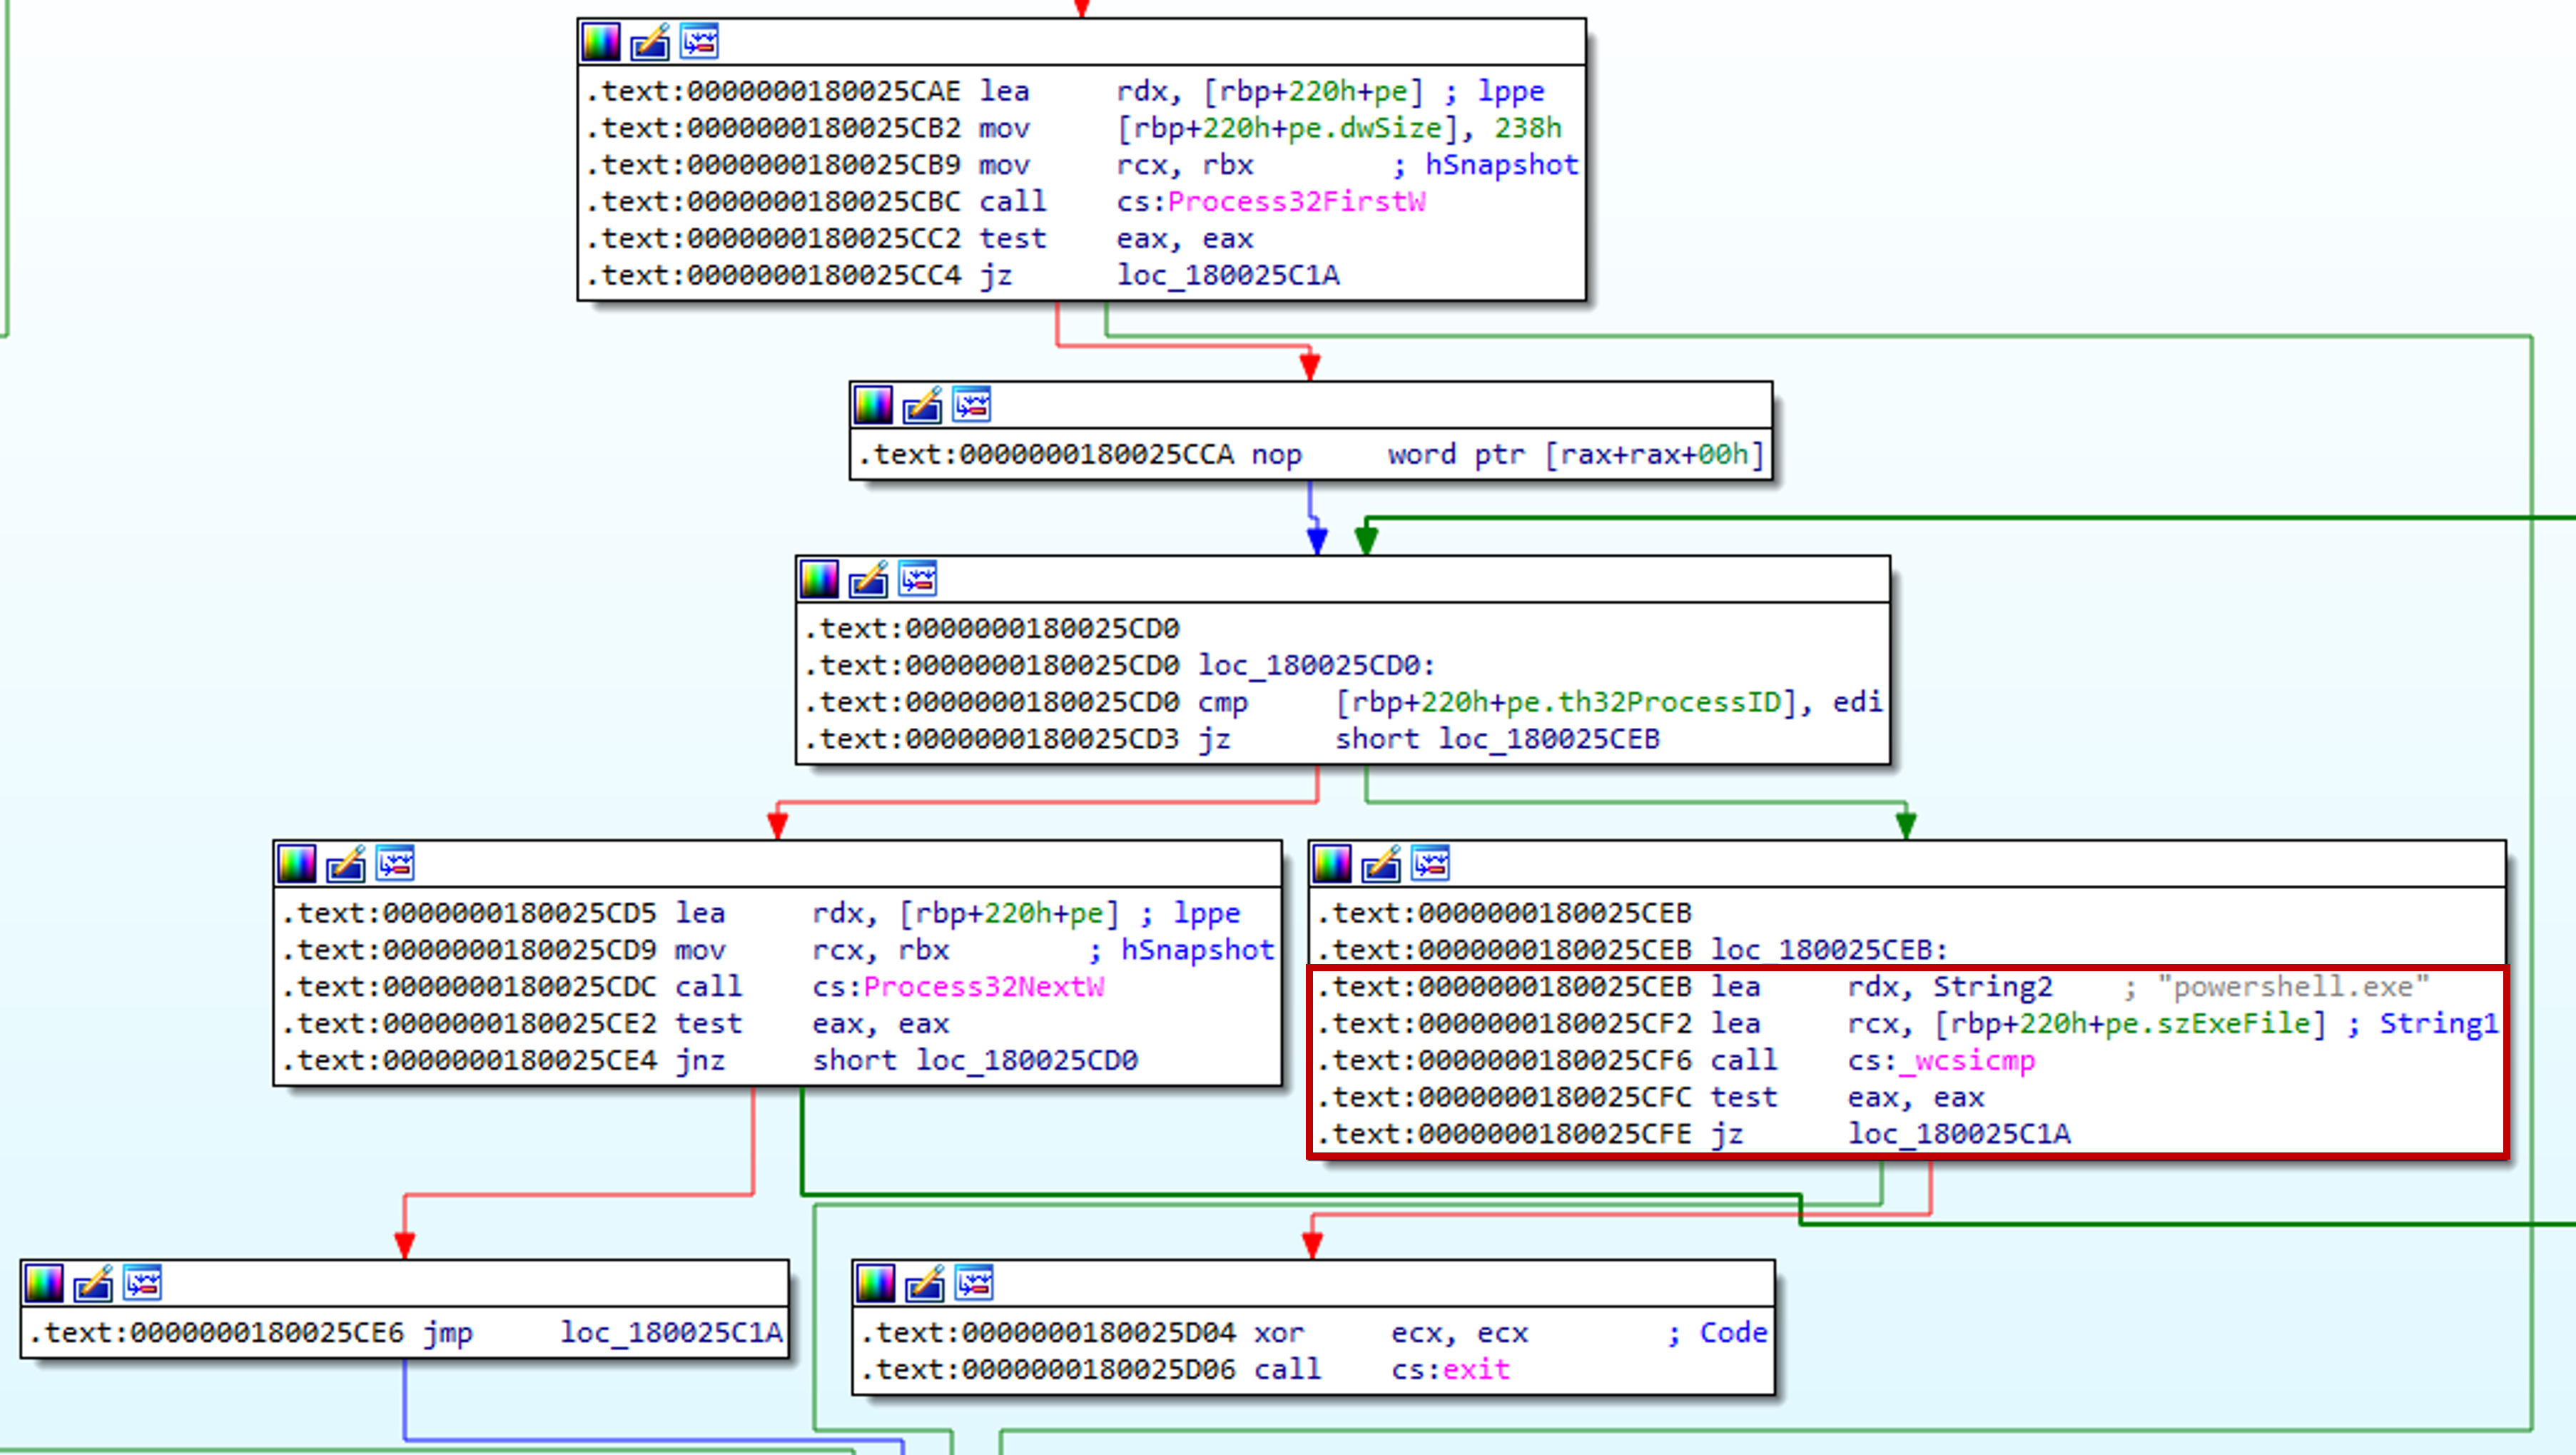 .text:0000000180025CAE lea rdx, [rbp+220h+pe] ; lppe
.text:0000000180025CB2 mov [rbp+220h+pe.dwSize], 238h
.text:0000000180025CB9 mov rcx, rbx ; hSnapshot
.text:0000000180025CBC call cs:Process32FirstW
.text:0000000180025CC2 test eax, eax
.text:0000000180025CC4 jz loc_180025C1A
.text:0000000180025CCA nop word ptr [rax+rax+00h]
.text:0000000180025CD0
.text:0000000180025CD0 loc_180025CD0:
.text:0000000180025CD0 cmp [rbp+220h+pe.th32ProcessID], edi
.text:0000000180025CD3 jz short loc_180025CEB
.text:0000000180025CD5 lea rdx, [rbp+220h+pe] ; lppe
.text:0000000180025CD9 mov rcx, rbx ; hSnapshot
.text:0000000180025CDC call cs:Process32NextW
.text:0000000180025CE2 test eax, eax
.text:0000000180025CE4 jnz short loc_180025CD0
.text:0000000180025CEB
.text:0000000180025CEB loc_180025CEB:
.text:0000000180025CEB lea rdx, String2 ; "powershell.exe"
.text:0000000180025CF2 lea rcx, [rbp+220h+pe.szExeFile] ; String1
.text:0000000180025CF6 call cs:_wcsicmp
.text:0000000180025CFC test eax, eax
.text:0000000180025CFE jz loc_180025C1A
.text:0000000180025CE6 jmp loc_180025C1A
.text:0000000180025D04 xor ecx, ecx ; Code
.text:0000000180025D06 call cs:exit